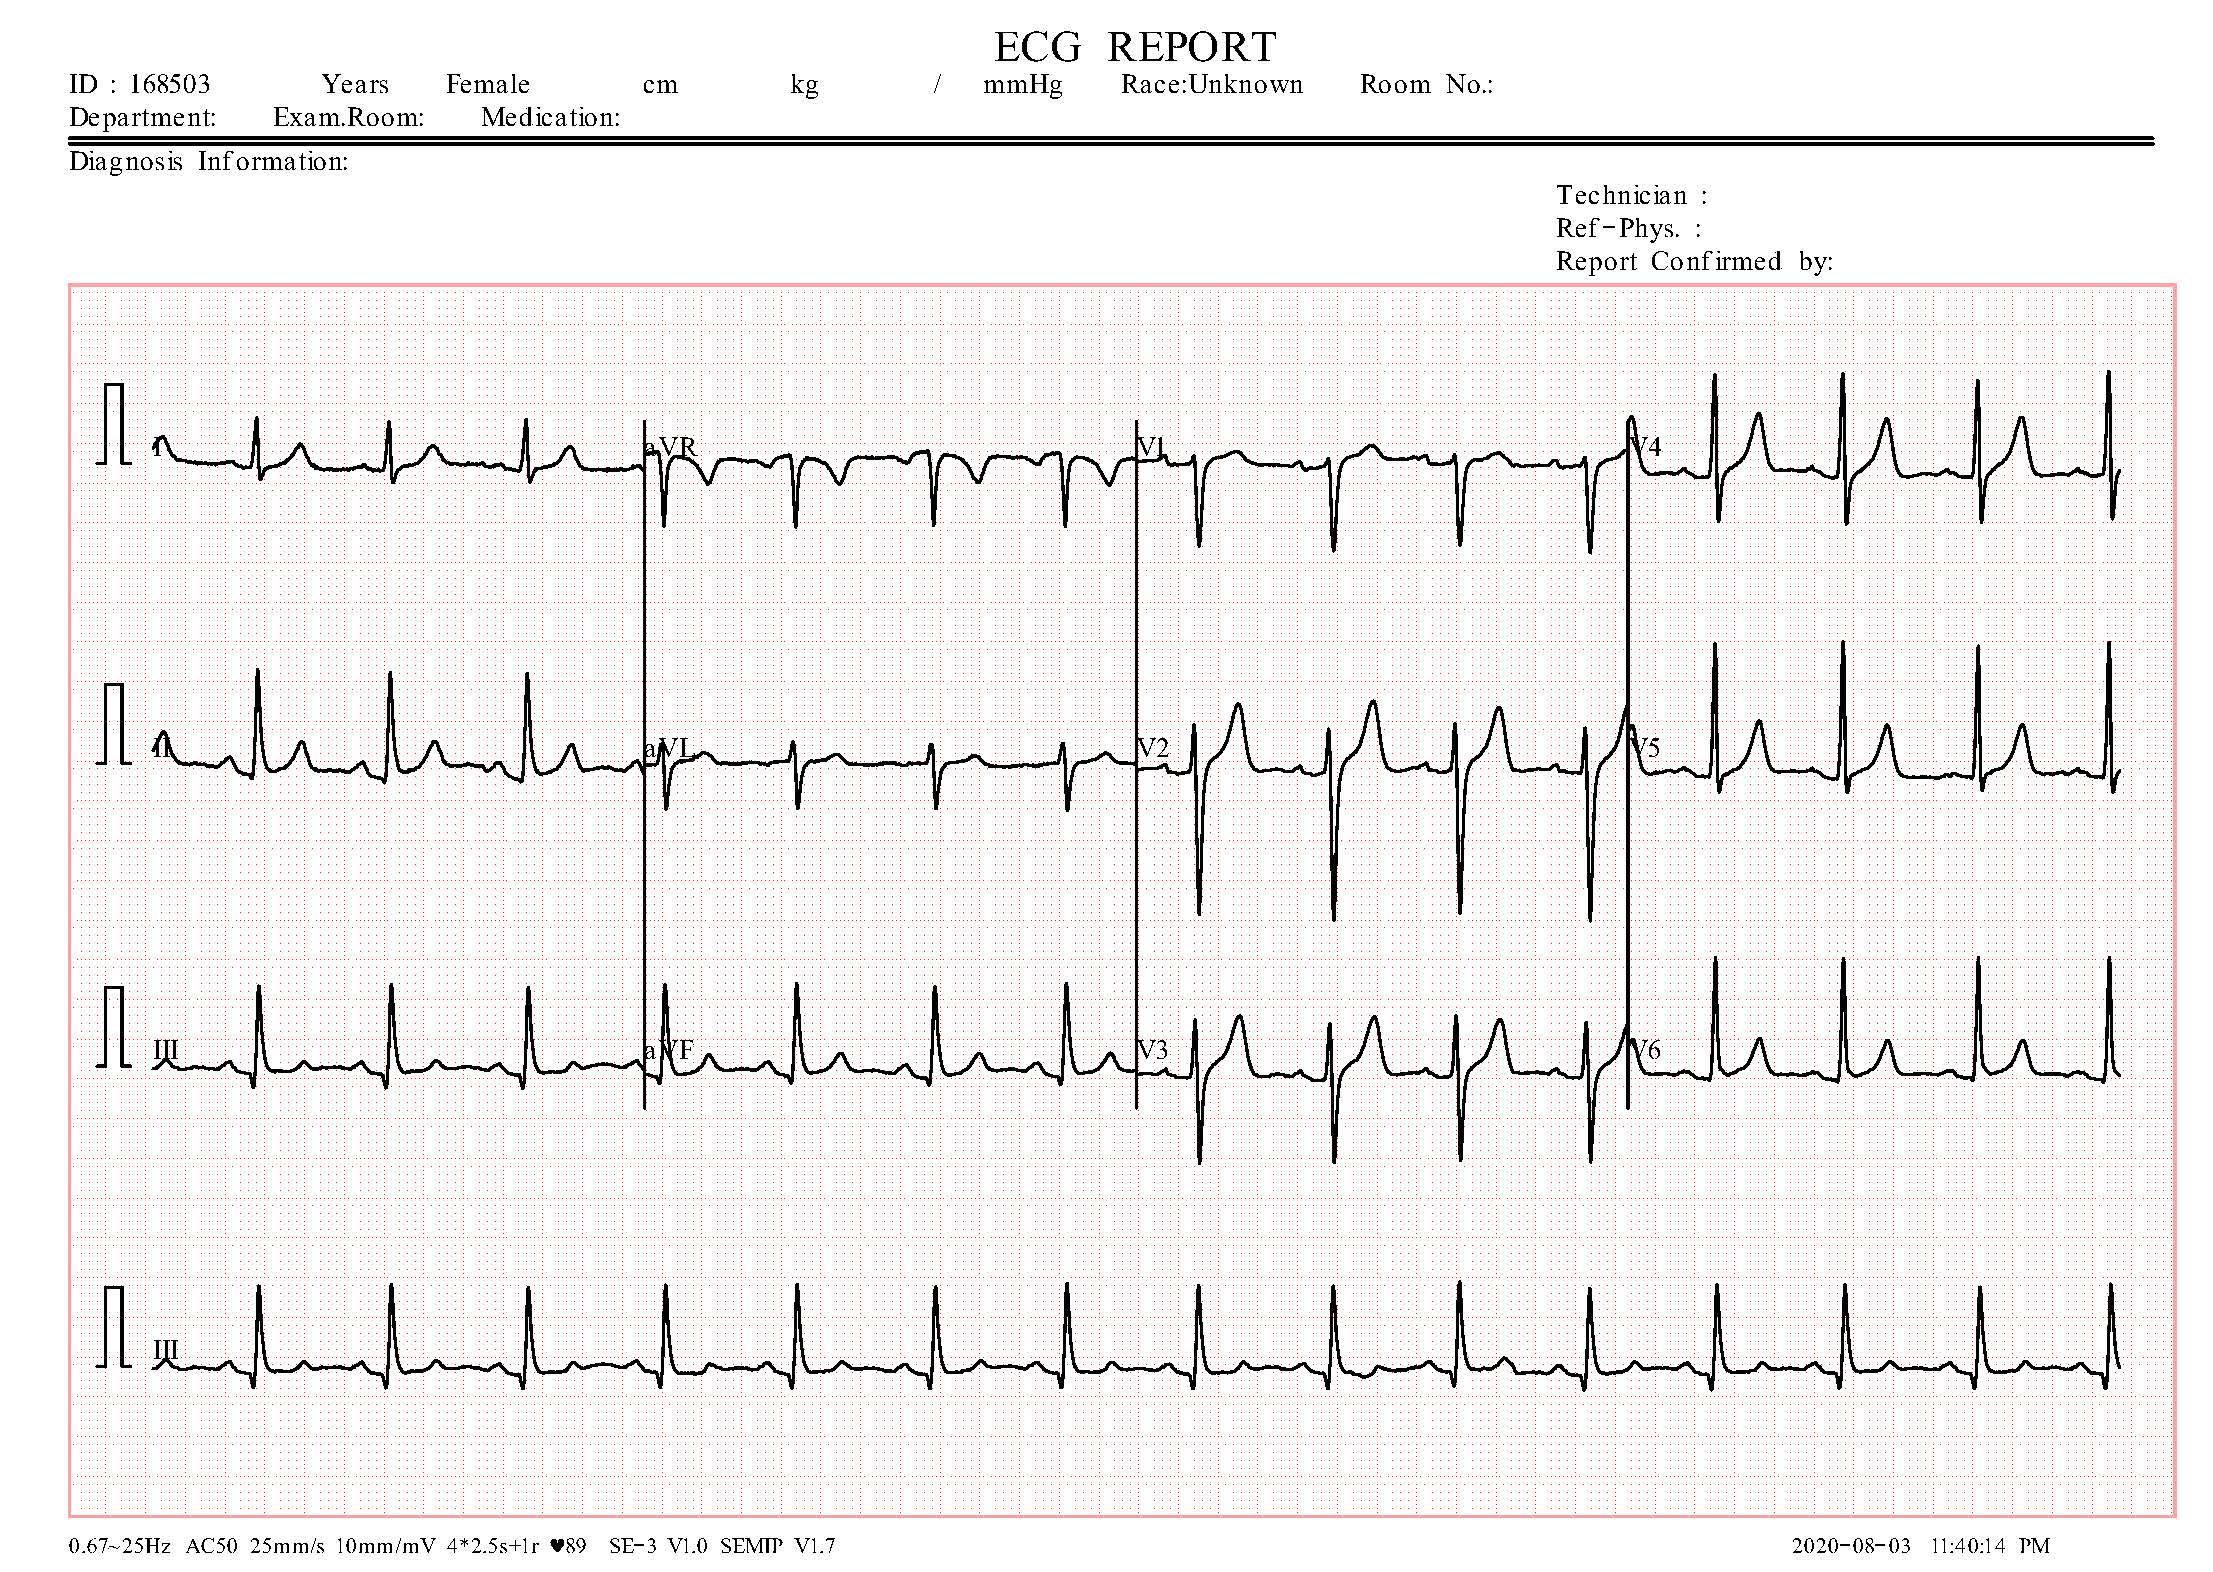 ECG REPORT
ID : 168503 Years Female cm kg / mmHg Race:Unknown Room No.:
Department: Exam.Room: Medication:
Diagnosis Information:
Technician :
Ref-Phys. :
Report Confirmed by:
I aVR V1 V4
II aVL V2 V5
III aVF V3 V6
III
0.67~25Hz AC50 25mm/s 10mm/mV 4*2.5s+1r ♥89 SE-3 V1.0 SEMIP V1.7 2020-08-03 11:40:14 PM